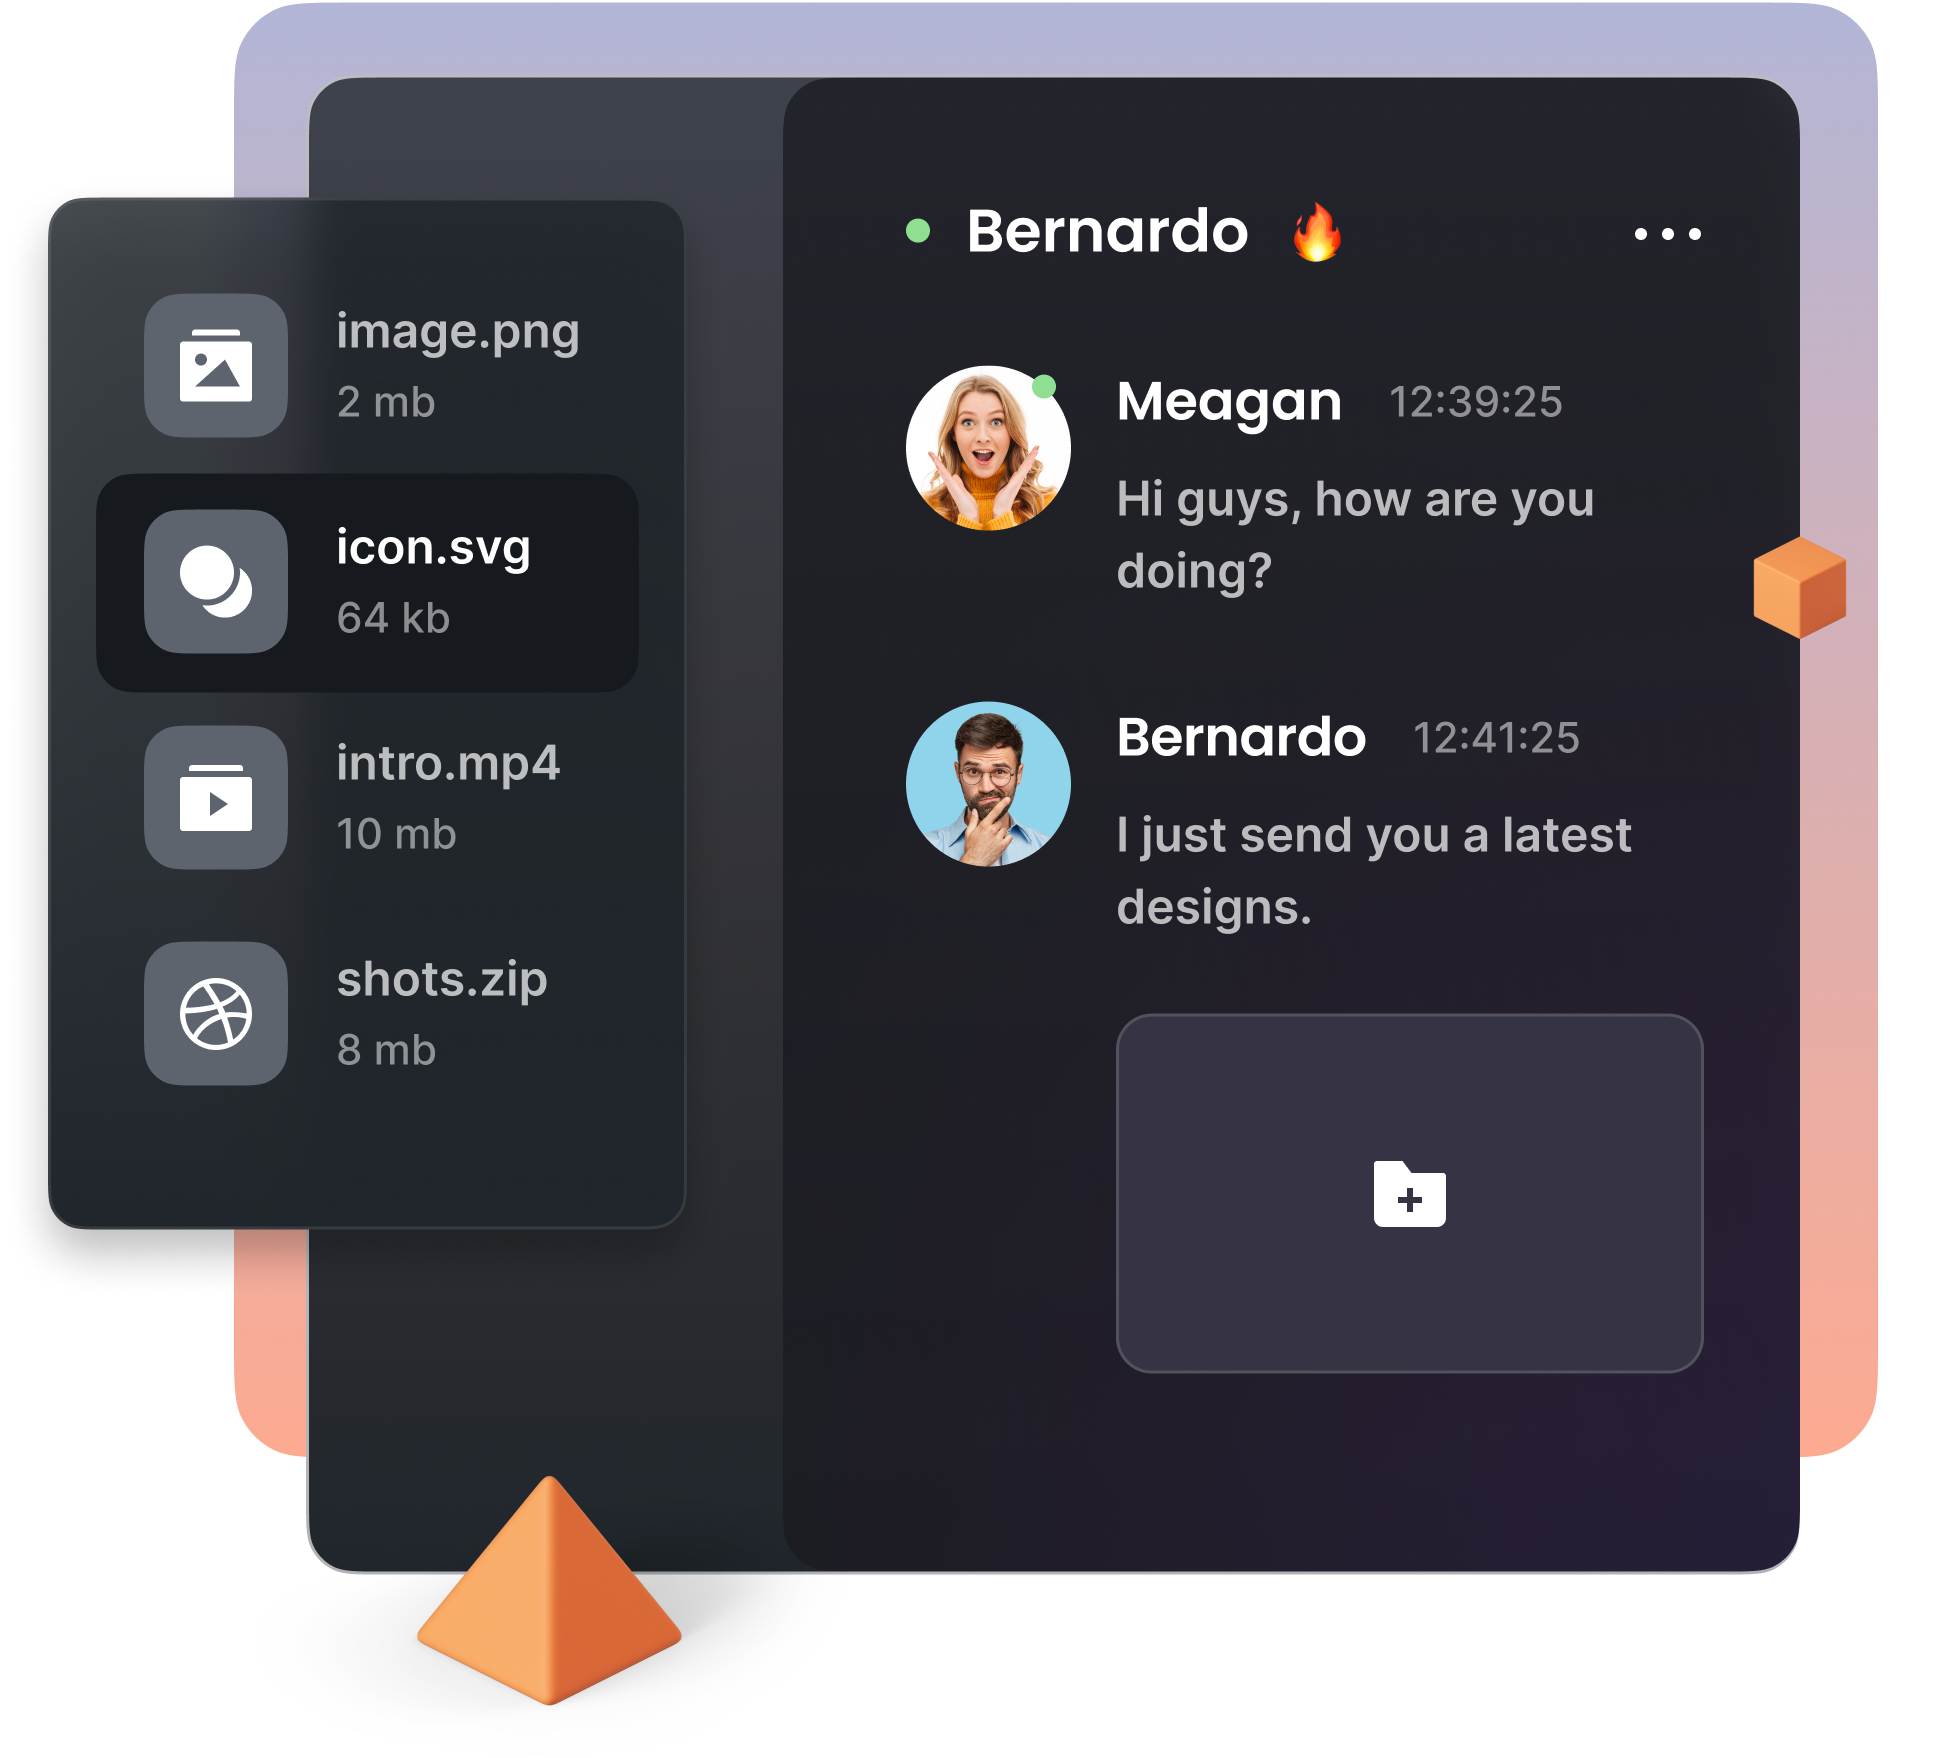 image.png
2 mb
icon.svg
64 kb
intro.mp4
10 mb
shots.zip
8 mb
Bernardo 🔥
Meagan 12:39:25
Hi guys, how are you
doing?
Bernardo 12:41:25
I just send you a latest
designs.